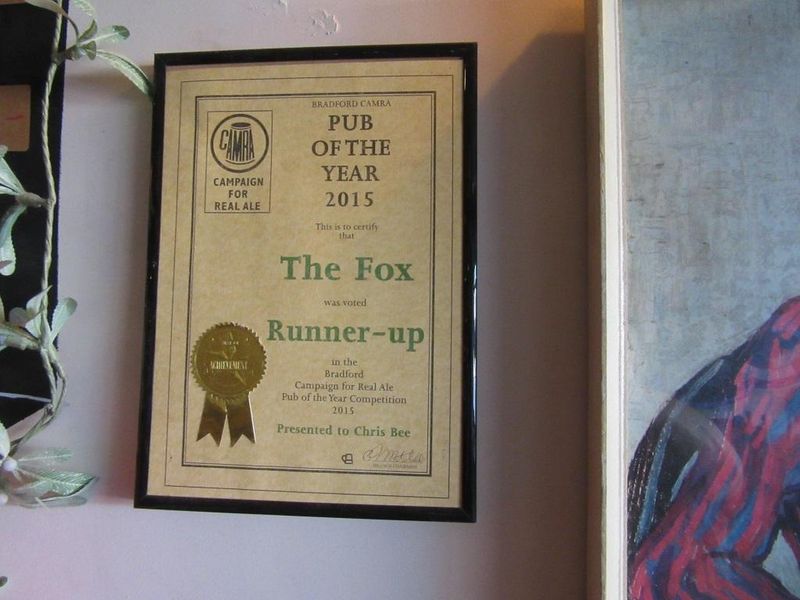 BRADFORD CAMRA
PUB
OF THE
YEAR
2015
CAMRA
CAMPAIGN
FOR
REAL ALE
This is to certify
that
The Fox
was voted
Runner-up
in the
Bradford
Campaign for Real Ale
Pub of the Year Competition
2015
Presented to Chris Bee
ACHIEVEMENT